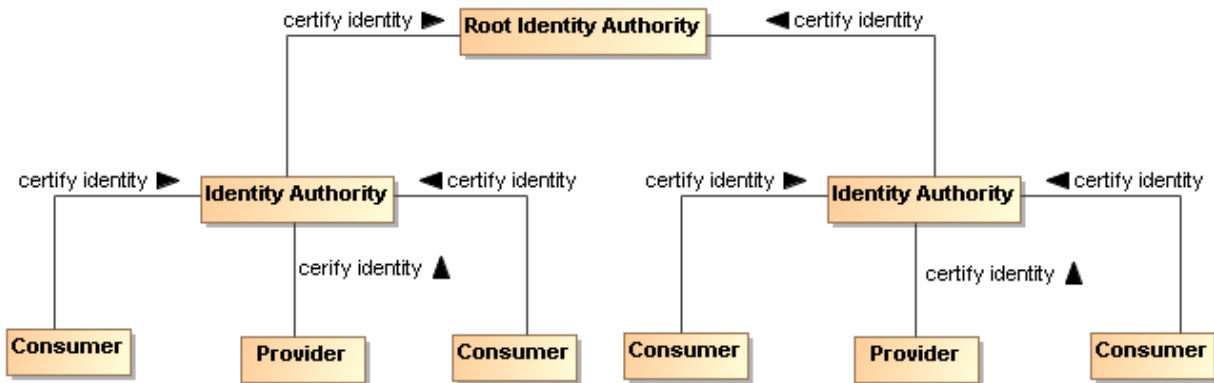 certify identity ► Root Identity Authority ◄ certify identity
certify identity ► Identity Authority ◄ certify identity
certify identity ► Identity Authority ◄ certify identity
cerify identity ▲
certify identity ▲
Consumer
Provider
Consumer
Consumer
Provider
Consumer